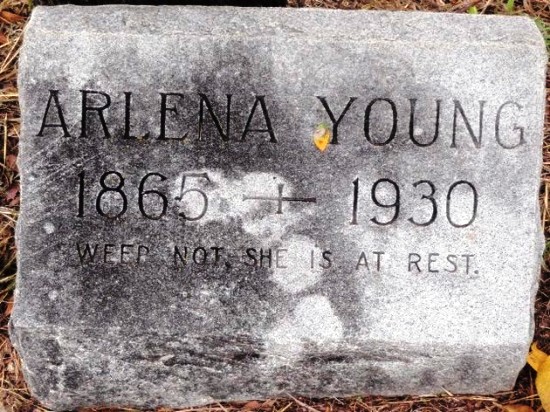 ARLENA YOUNG
1865 + 1930
WEEP NOT, SHE IS AT REST.